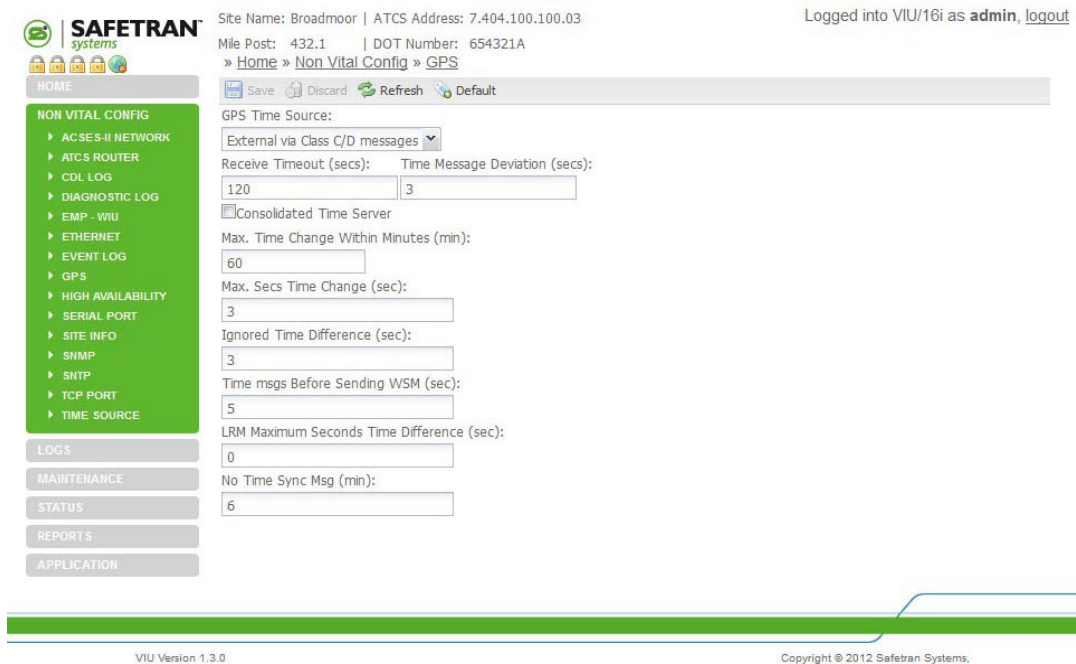 SAFETRAN
systems
Site Name: Broadmoor | ATCS Address: 7.404.100.100.03
Logged into VIU/16i as admin, logout
Mile Post: 432.1 | DOT Number: 654321A
» Home » Non Vital Config » GPS
HOME
NON VITAL CONFIG
ACSES-II NETWORK
ATCS ROUTER
CDL LOG
DIAGNOSTIC LOG
EMP - WIU
ETHERNET
EVENT LOG
GPS
HIGH AVAILABILITY
SERIAL PORT
SITE INFO
SNMP
SNTP
TCP PORT
TIME SOURCE
LOGS
MAINTENANCE
STATUS
REPORTS
APPLICATION
Save Discard Refresh Default
GPS Time Source:
External via Class C/D messages
Receive Timeout (secs): Time Message Deviation (secs):
120 3
Consolidated Time Server
Max. Time Change Within Minutes (min):
60
Max. Secs Time Change (sec):
3
Ignored Time Difference (sec):
3
Time msgs Before Sending WSM (sec):
5
LRM Maximum Seconds Time Difference (sec):
0
No Time Sync Msg (min):
6
VIU Version 1.3.0
Copyright © 2012 Safetran Systems,